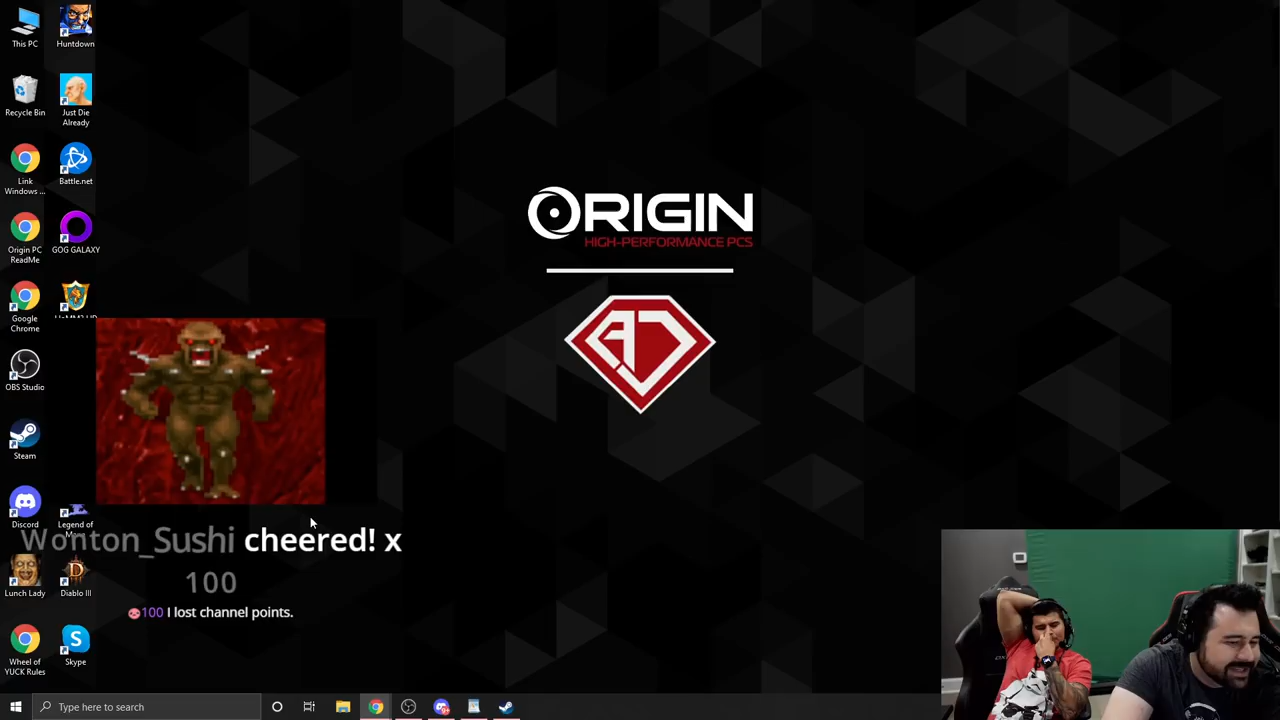 This PC
Huntdown
Recycle Bin
Just Die
Already
Link
Windows ...
Battle.net
Origin PC
ReadMe
GOG GALAXY
Google
Chrome
OBS Studio
Steam
Discord
Legend of
Lunch Lady
Diablo III
Wheel of
YUCK Rules
Skype
ORIGIN
HIGH-PERFORMANCE PCS
Wonton_Sushi cheered! x
100
100 I lost channel points.
Type here to search